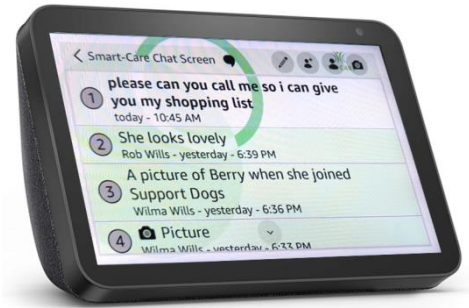 Smart-Care Chat Screen
1
please can you call me so i can give
you my shopping list
today - 10:45 AM
2
She looks lovely
Rob Wills - yesterday - 6:39 PM
3
A picture of Berry when she joined
Support Dogs
Wilma Wills - yesterday - 6:36 PM
4
Picture
Wilma Wills - yesterday - 6:33 PM